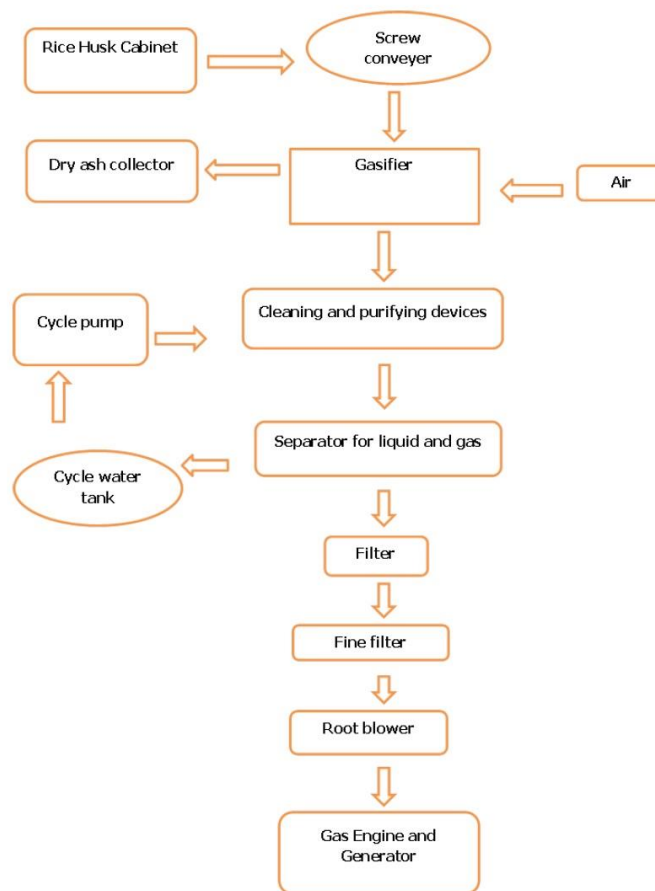 Rice Husk Cabinet
Screw
conveyer
Dry ash collector
Gasifier
Air
Cycle pump
Cleaning and purifying devices
Separator for liquid and gas
Cycle water
tank
Filter
Fine filter
Root blower
Gas Engine and
Generator